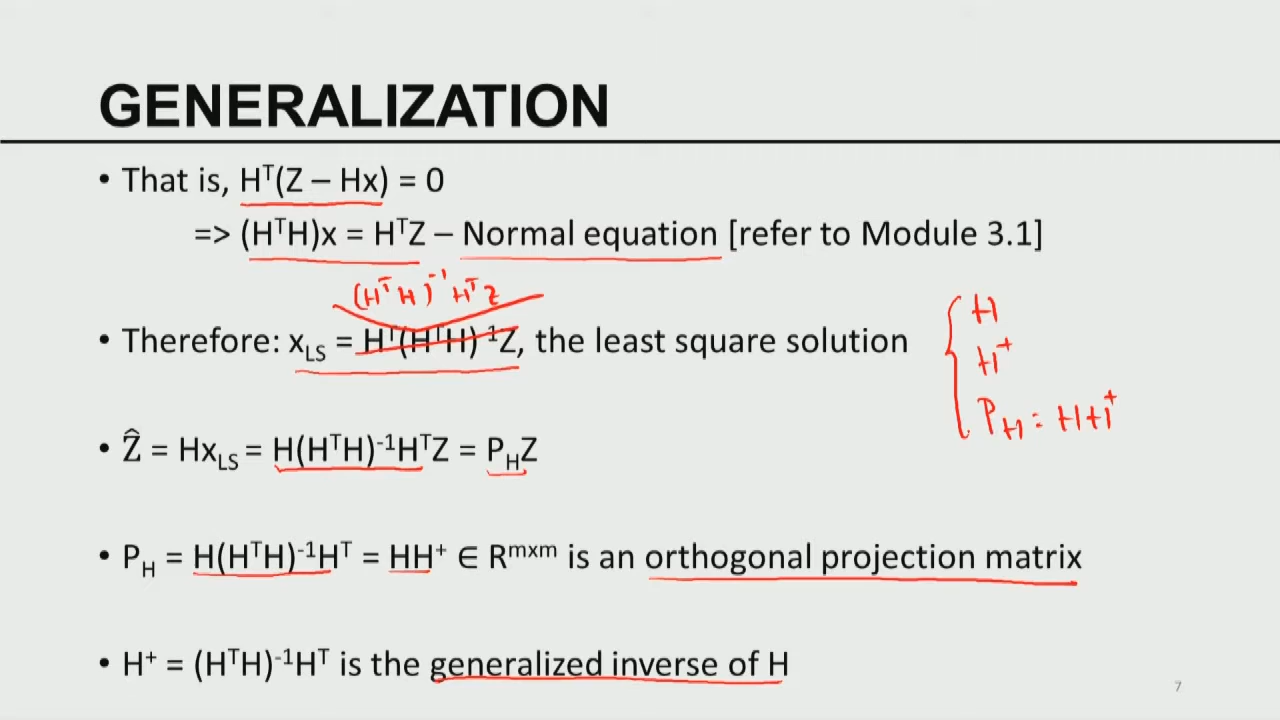 GENERALIZATION
• That is, Hᵀ(Z – Hx) = 0
=> (HᵀH)x = HᵀZ – Normal equation [refer to Module 3.1]
(HᵀH)⁻¹HᵀZ
• Therefore: x_LS = Hᵀ(HᵀH)⁻¹Z, the least square solution
H
H⁺
P_H = HH⁺
• Ẑ = Hx_LS = H(HᵀH)⁻¹HᵀZ = P_HZ
• P_H = H(HᵀH)⁻¹Hᵀ = HH⁺ ∈ Rᵐˣᵐ is an orthogonal projection matrix
• H⁺ = (HᵀH)⁻¹Hᵀ is the generalized inverse of H
7